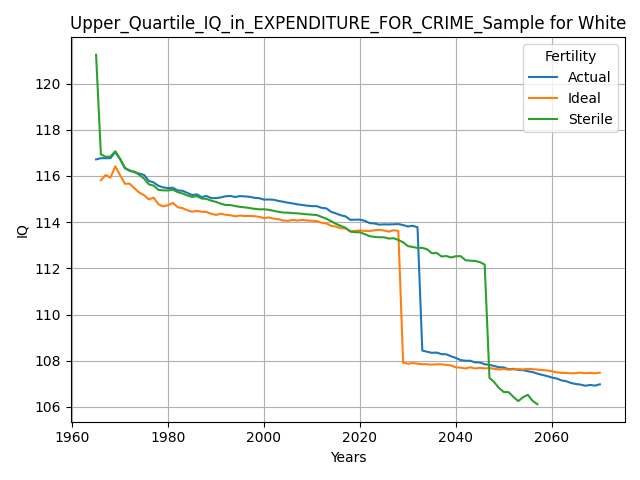 Upper_Quartile_IQ_in_EXPENDITURE_FOR_CRIME_Sample for White
Fertility
Actual
Ideal
Sterile
IQ
120
118
116
114
112
110
108
106
1960
1980
2000
2020
2040
2060
Years